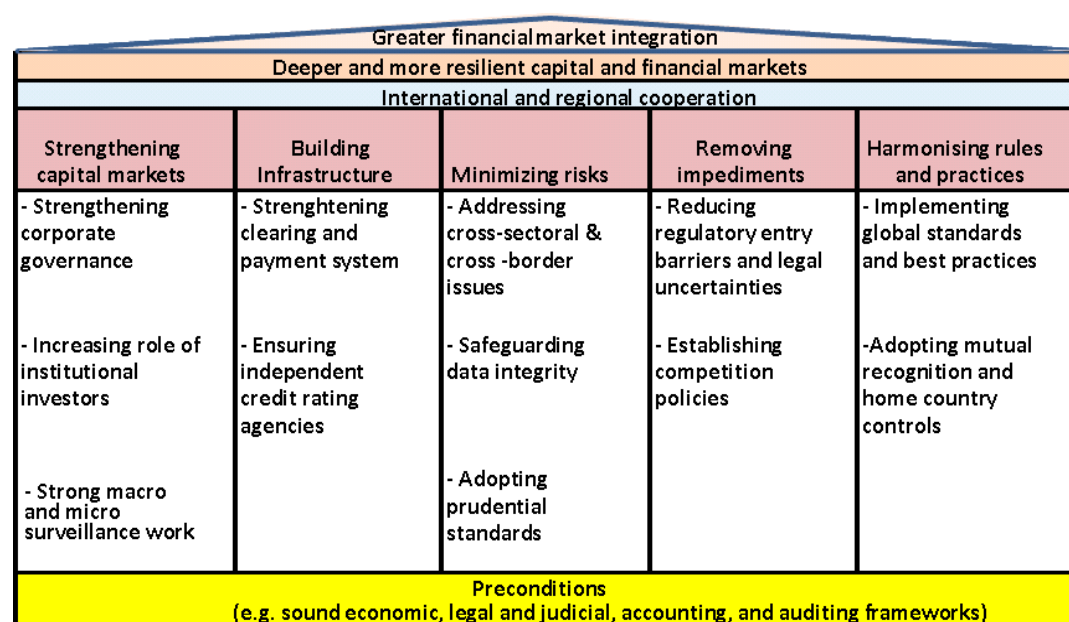 Greater financialmarket integration
Deeper and more resilient capital and financial markets
International and regional cooperation
Strengthening
capital markets
Building
Infrastructure
Minimizing risks
Removing
impediments
Harmonising rules
and practices
- Strengthening
corporate
governance
- Increasing role of
institutional
investors
- Strong macro
and micro
surveillance work
- Strenghtening
clearing and
payment system
- Ensuring
independent
credit rating
agencies
- Addressing
cross-sectoral &
cross -border
issues
- Safeguarding
data integrity
- Adopting
prudential
standards
- Reducing
regulatory entry
barriers and legal
uncertainties
- Establishing
competition
policies
- Implementing
global standards
and best practices
-Adopting mutual
recognition and
home country
controls
Preconditions
(e.g. sound economic, legal and judicial, accounting, and auditing frameworks)